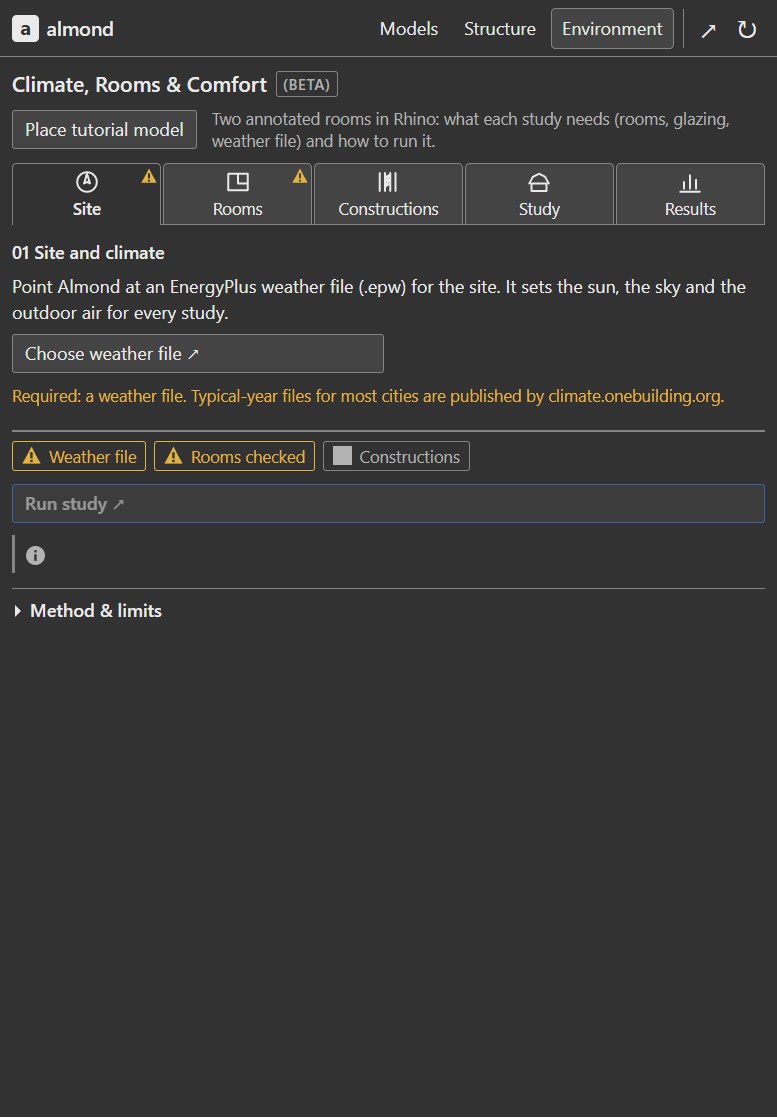 a almond Models Structure Environment ↗ ↻
Climate, Rooms & Comfort (BETA)
Place tutorial model
Two annotated rooms in Rhino: what each study needs (rooms, glazing,
weather file) and how to run it.
Site Rooms Constructions Study Results
01 Site and climate
Point Almond at an EnergyPlus weather file (.epw) for the site. It sets the sun, the sky and the
outdoor air for every study.
Choose weather file ↗
Required: a weather file. Typical-year files for most cities are published by climate.onebuilding.org.
Weather file Rooms checked Constructions
Run study ↗
Method & limits